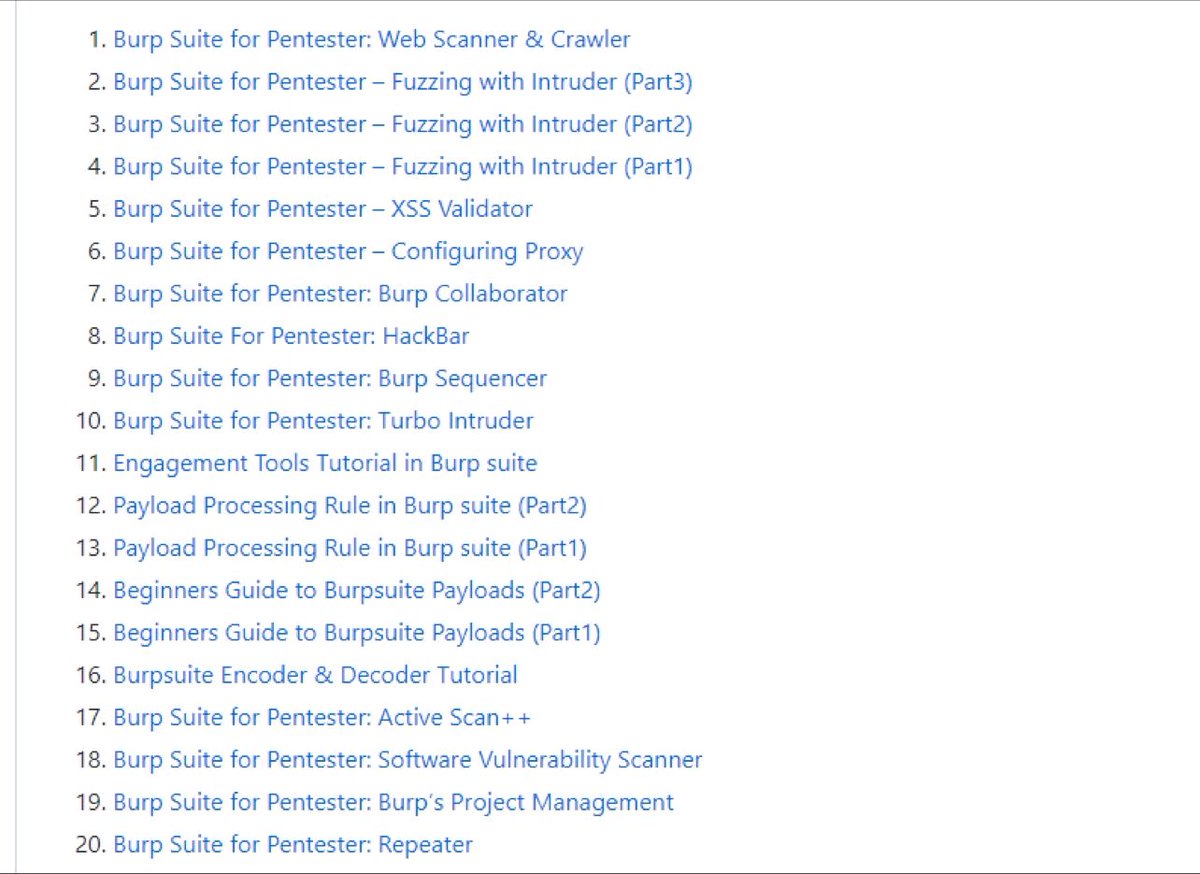 1. Burp Suite for Pentester: Web Scanner & Crawler
2. Burp Suite for Pentester – Fuzzing with Intruder (Part3)
3. Burp Suite for Pentester – Fuzzing with Intruder (Part2)
4. Burp Suite for Pentester – Fuzzing with Intruder (Part1)
5. Burp Suite for Pentester – XSS Validator
6. Burp Suite for Pentester – Configuring Proxy
7. Burp Suite for Pentester: Burp Collaborator
8. Burp Suite For Pentester: HackBar
9. Burp Suite for Pentester: Burp Sequencer
10. Burp Suite for Pentester: Turbo Intruder
11. Engagement Tools Tutorial in Burp suite
12. Payload Processing Rule in Burp suite (Part2)
13. Payload Processing Rule in Burp suite (Part1)
14. Beginners Guide to Burpsuite Payloads (Part2)
15. Beginners Guide to Burpsuite Payloads (Part1)
16. Burpsuite Encoder & Decoder Tutorial
17. Burp Suite for Pentester: Active Scan++
18. Burp Suite for Pentester: Software Vulnerability Scanner
19. Burp Suite for Pentester: Burp’s Project Management
20. Burp Suite for Pentester: Repeater